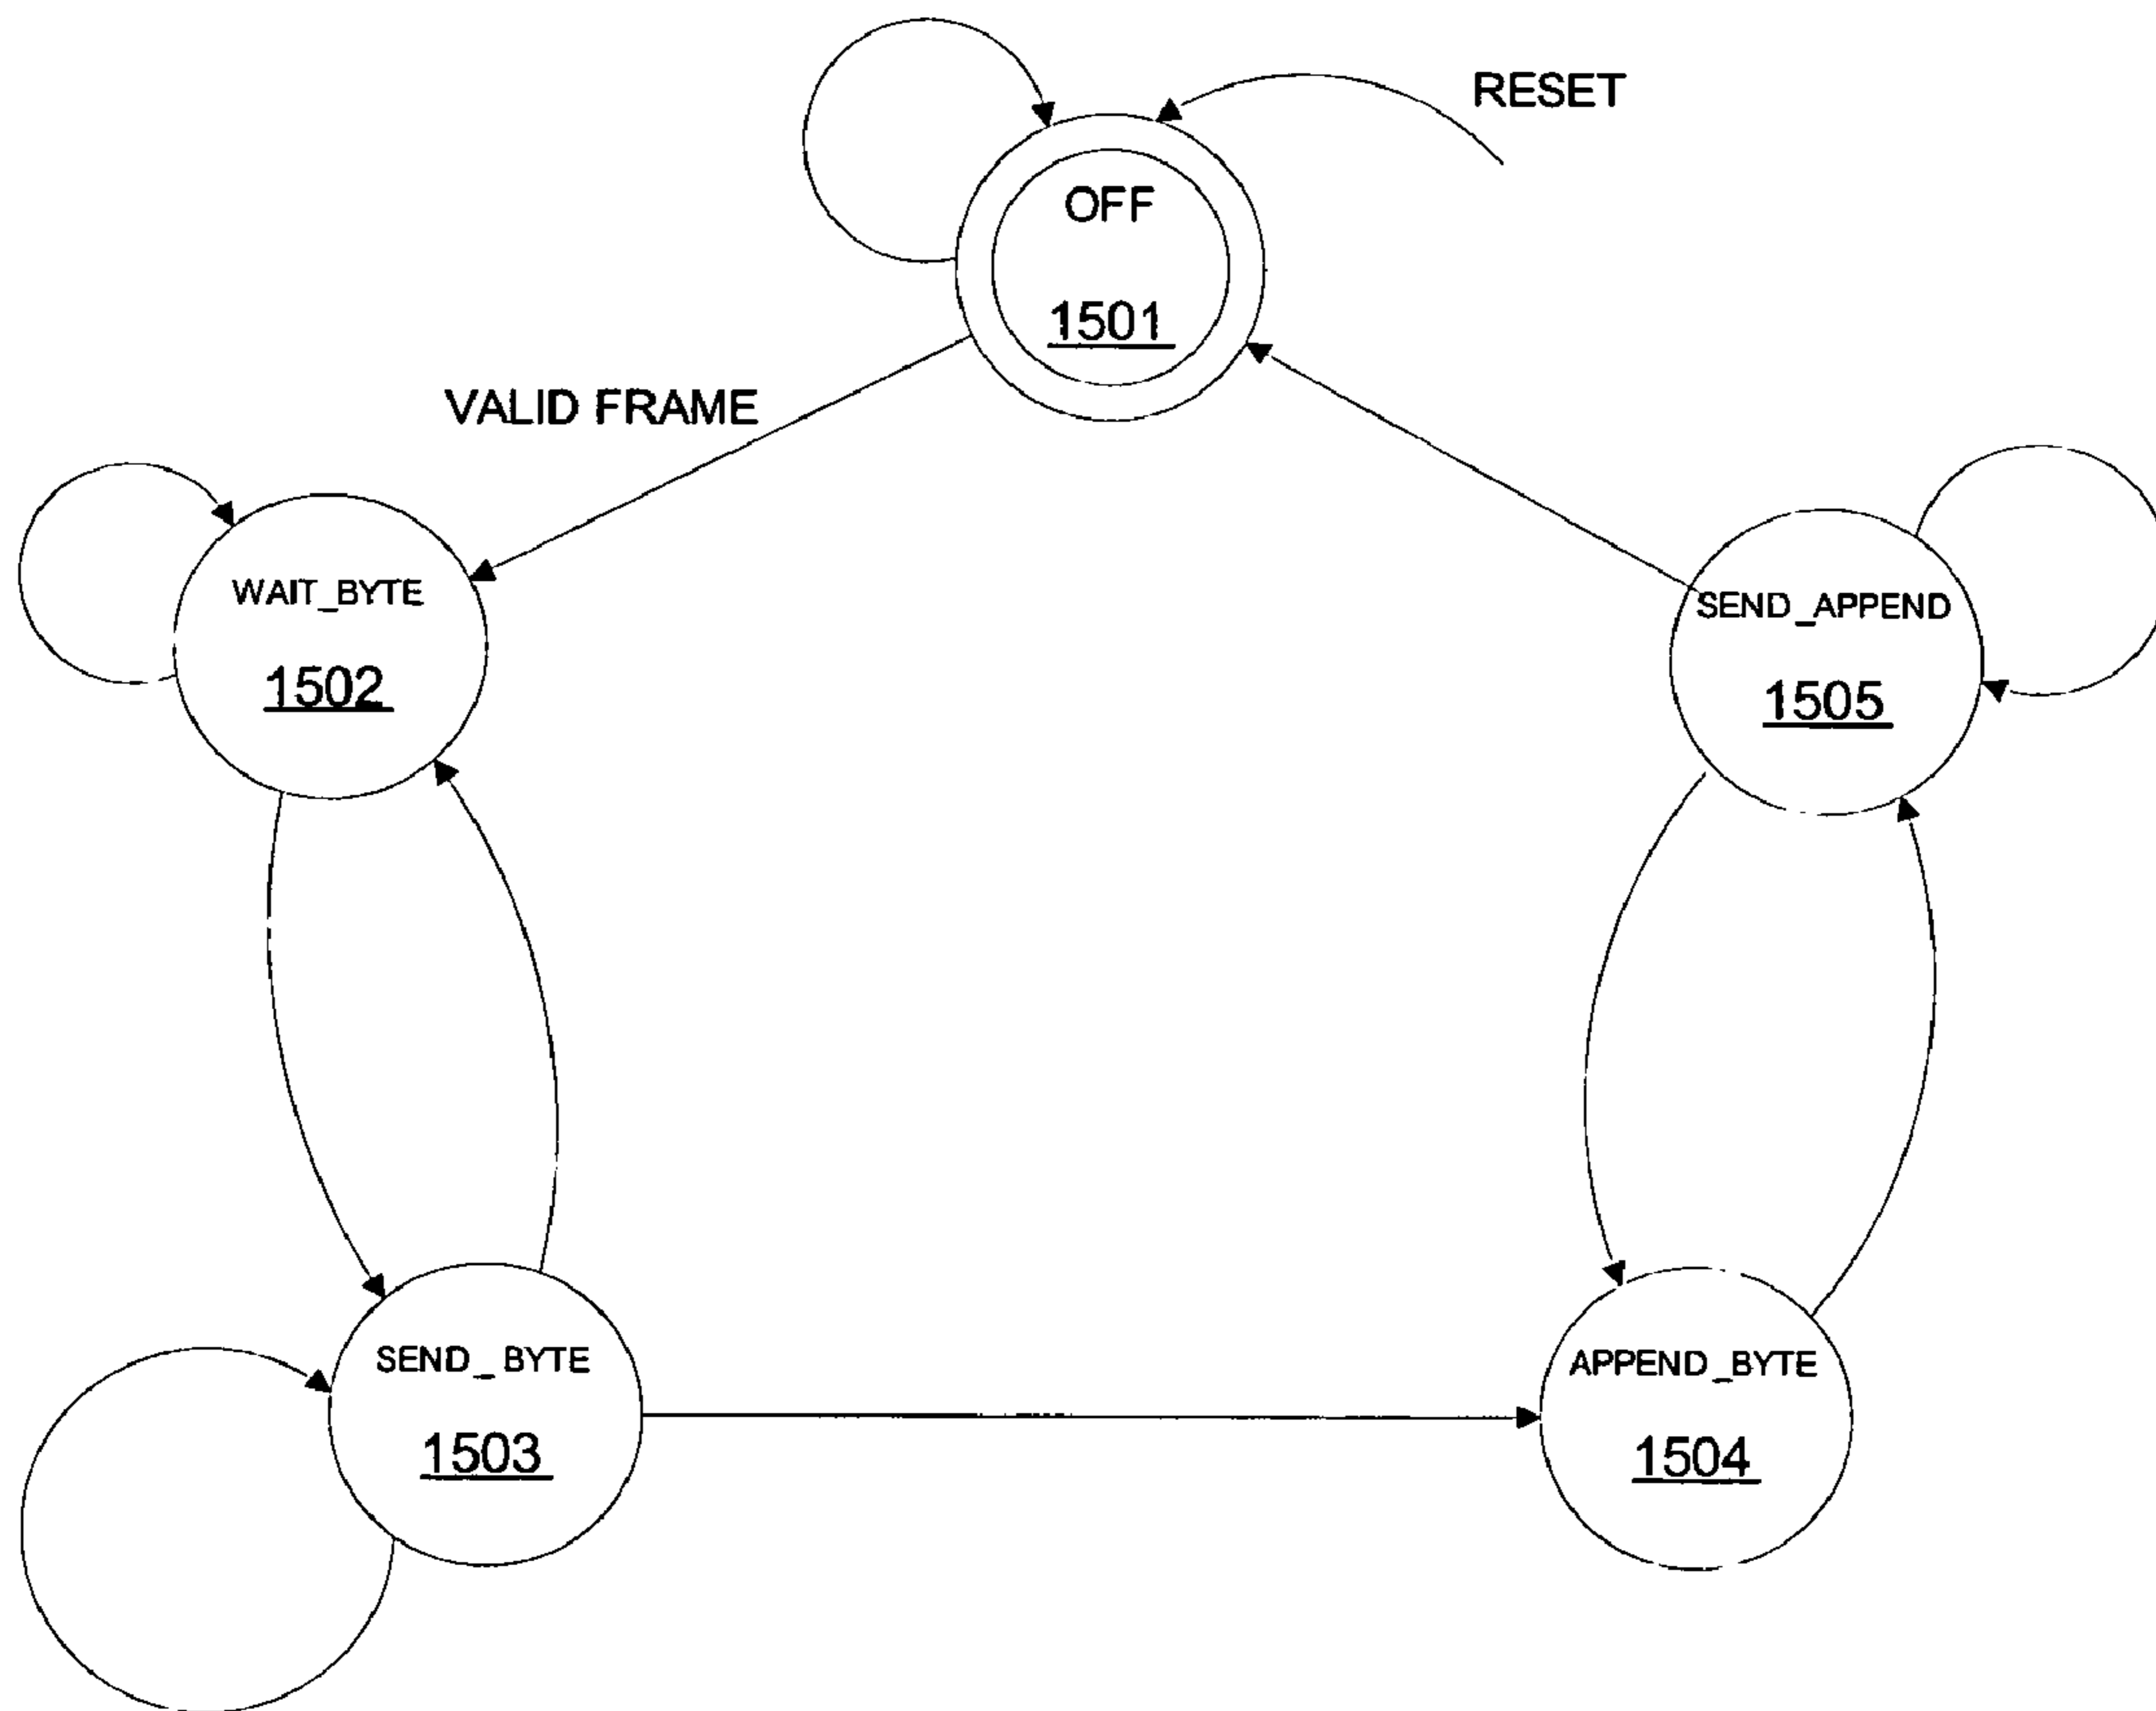 RESET
OFF
1501
VALID FRAME
WAIT_BYTE
1502
SEND_APPEND
1505
SEND_ BYTE
1503
APPEND_BYTE
1504